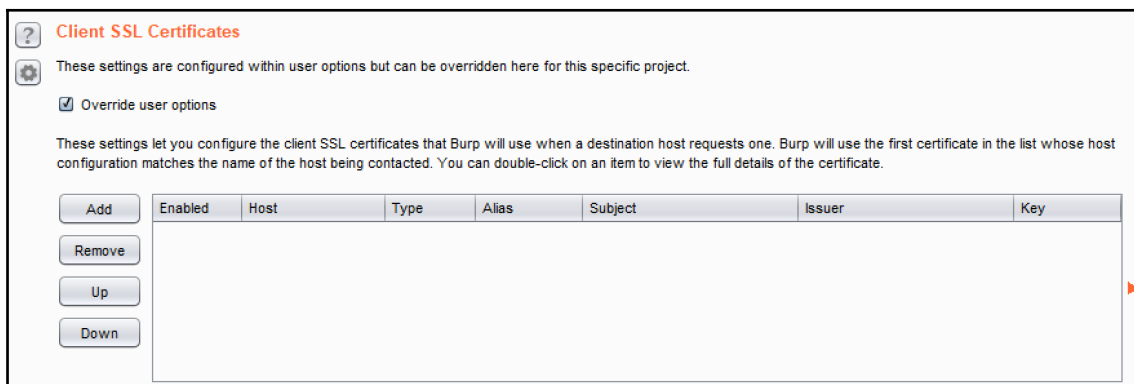 ?
Client SSL Certificates
These settings are configured within user options but can be overridden here for this specific project.
Override user options
These settings let you configure the client SSL certificates that Burp will use when a destination host requests one. Burp will use the first certificate in the list whose host
configuration matches the name of the host being contacted. You can double-click on an item to view the full details of the certificate.
Add
Enabled Host Type Alias Subject Issuer Key
Remove
Up
Down